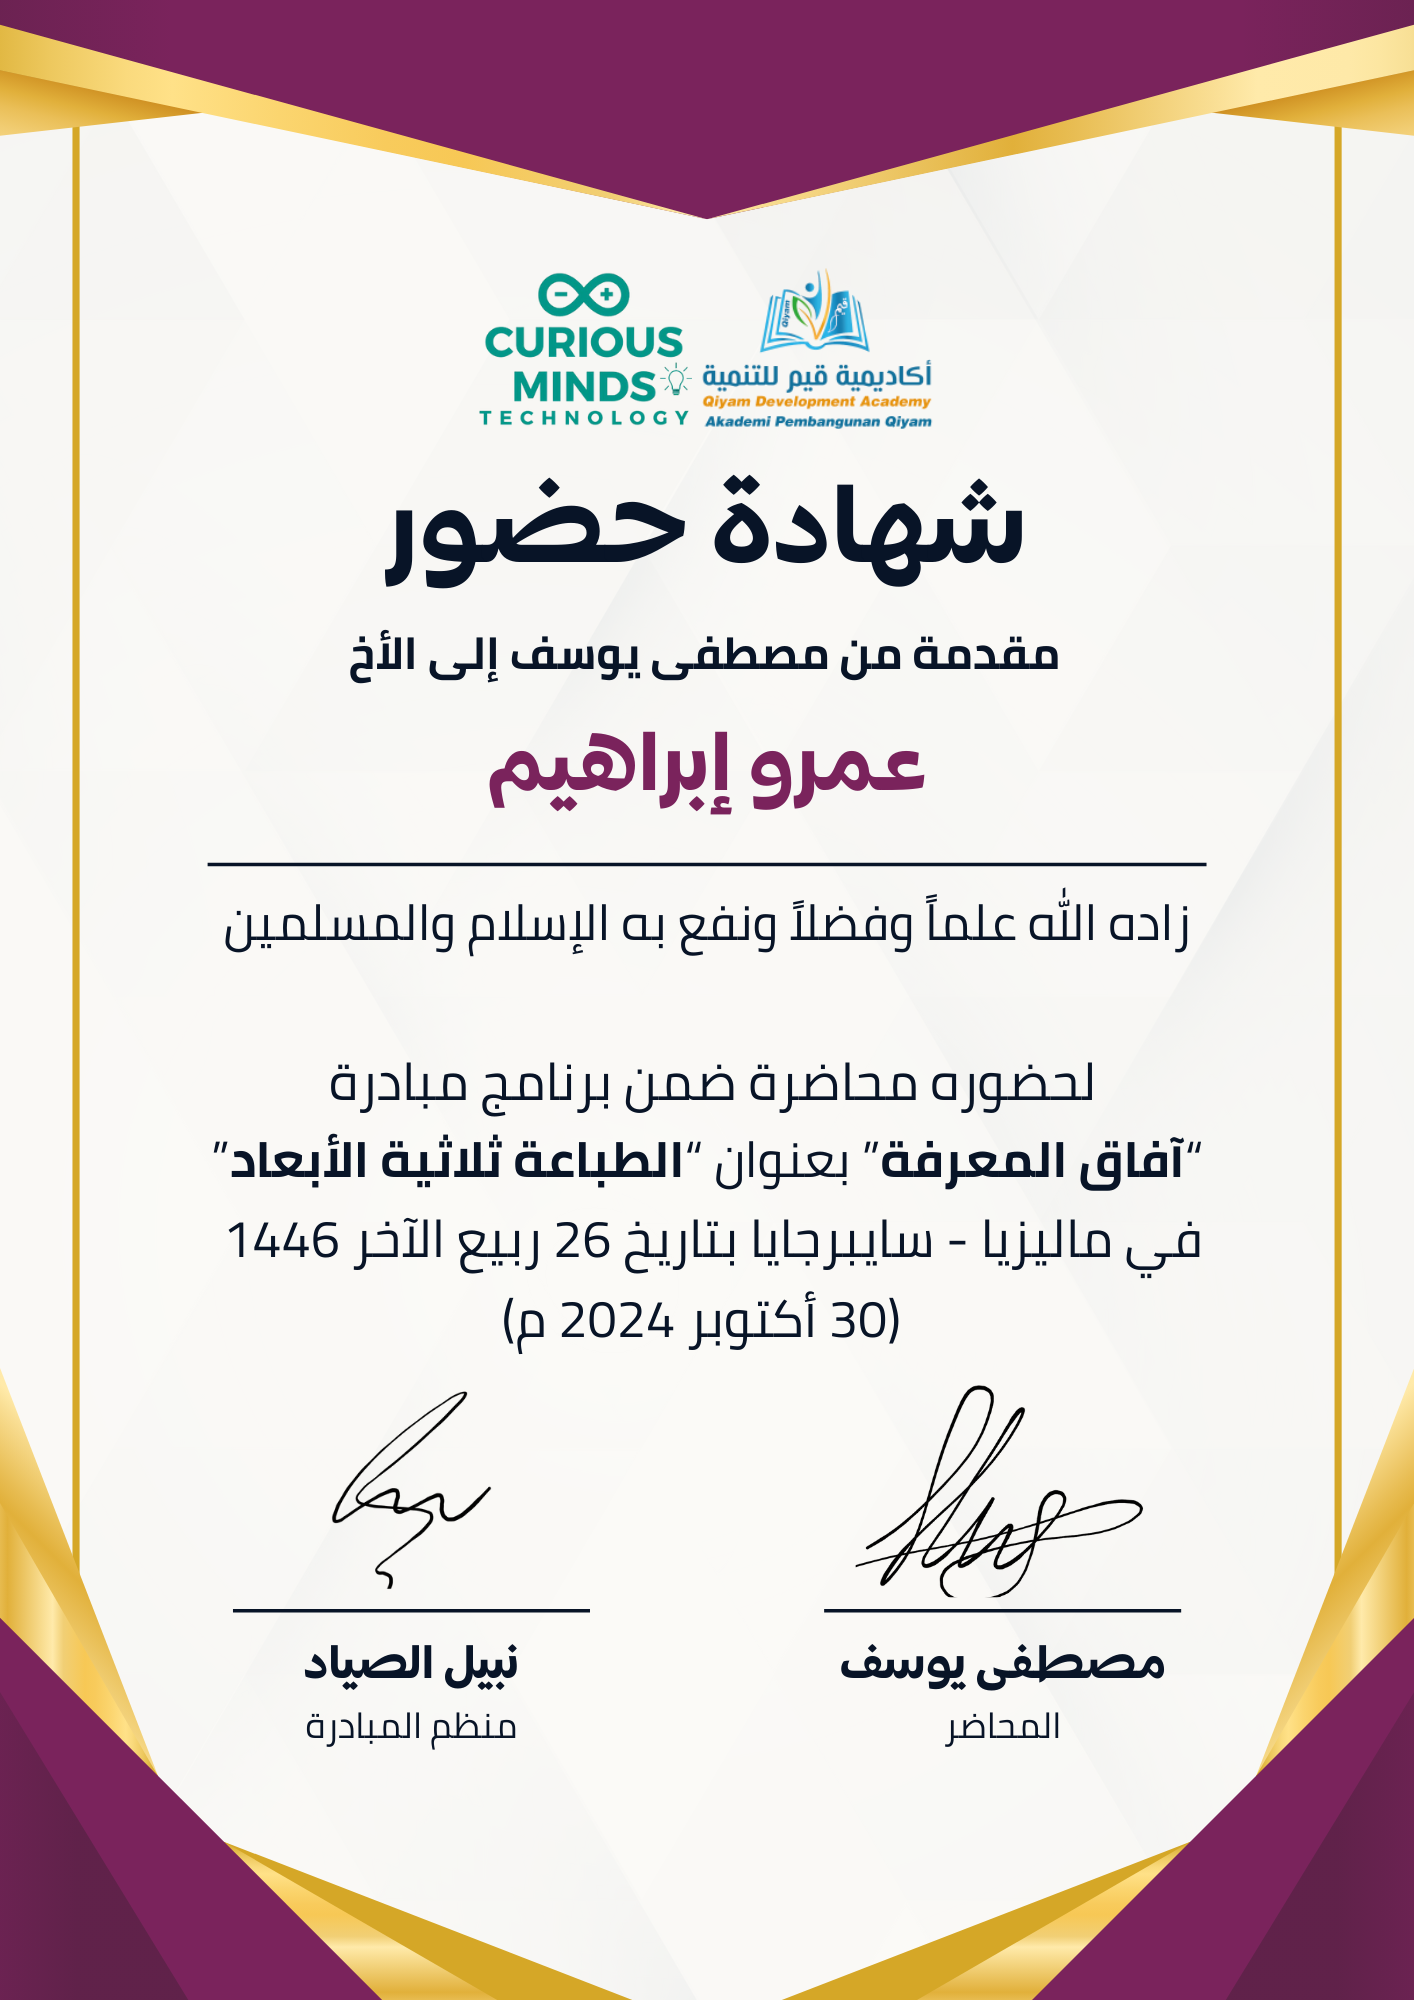 CURIOUS
MINDS
TECHNOLOGY
Qiyam
قيم
أكاديمية قيم للتنمية
Qiyam Development Academy
Akademi Pembangunan Qiyam
شهادة حضور
مقدمة من مصطفى يوسف إلى الأخ
عمرو إبراهيم
زاده الله علماً وفضلاً ونفع به الإسلام والمسلمين
لحضوره محاضرة ضمن برنامج مبادرة
“آفاق المعرفة” بعنوان “الطباعة ثلاثية الأبعاد”
في ماليزيا - سايبرجايا بتاريخ 26 ربيع الآخر 1446
(30 أكتوبر 2024 م)
مصطفى يوسف
المحاضر
نبيل الصياد
منظم المبادرة